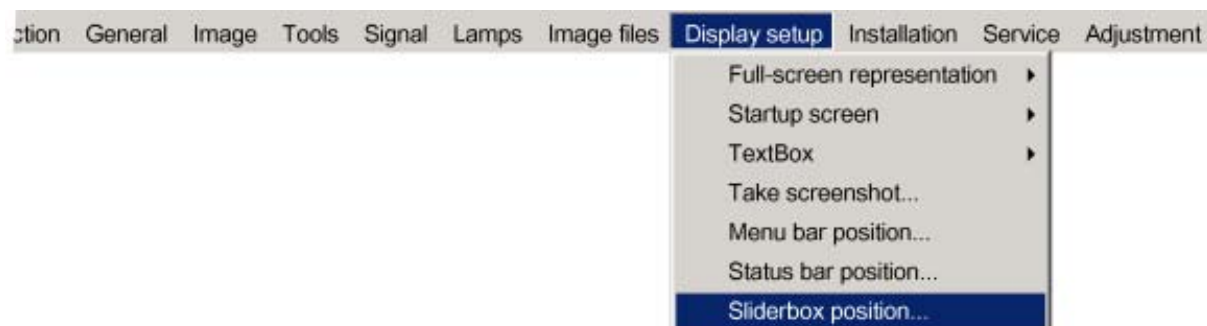 ction General Image Tools Signal Lamps Image files Display setup Installation Service Adjustment
Full-screen representation
Startup screen
TextBox
Take screenshot...
Menu bar position...
Status bar position...
Sliderbox position...